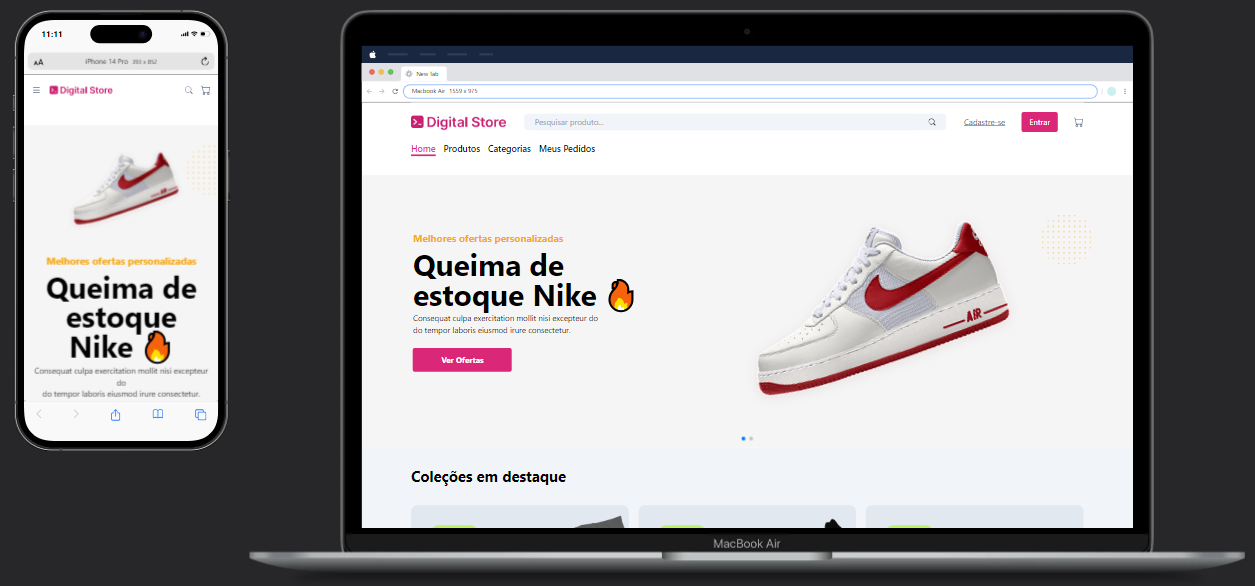 11:11
AA
iPhone 14 Pro 393 x 852
Digital Store
Melhores ofertas personalizadas
Queima de
estoque
Nike 🔥
Consequat culpa exercitation mollit nisi excepteur
do
do tempor laboris eiusmod irure consectetur.
New Tab
Macbook Air 1559 x 975
Digital Store
Pesquisar produto...
Cadastre-se
Entrar
Home Produtos Categorias Meus Pedidos
Melhores ofertas personalizadas
Queima de
estoque Nike 🔥
Consequat culpa exercitation mollit nisi excepteur do
do tempor laboris eiusmod irure consectetur.
Ver Ofertas
AIR
Coleções em destaque
MacBook Air